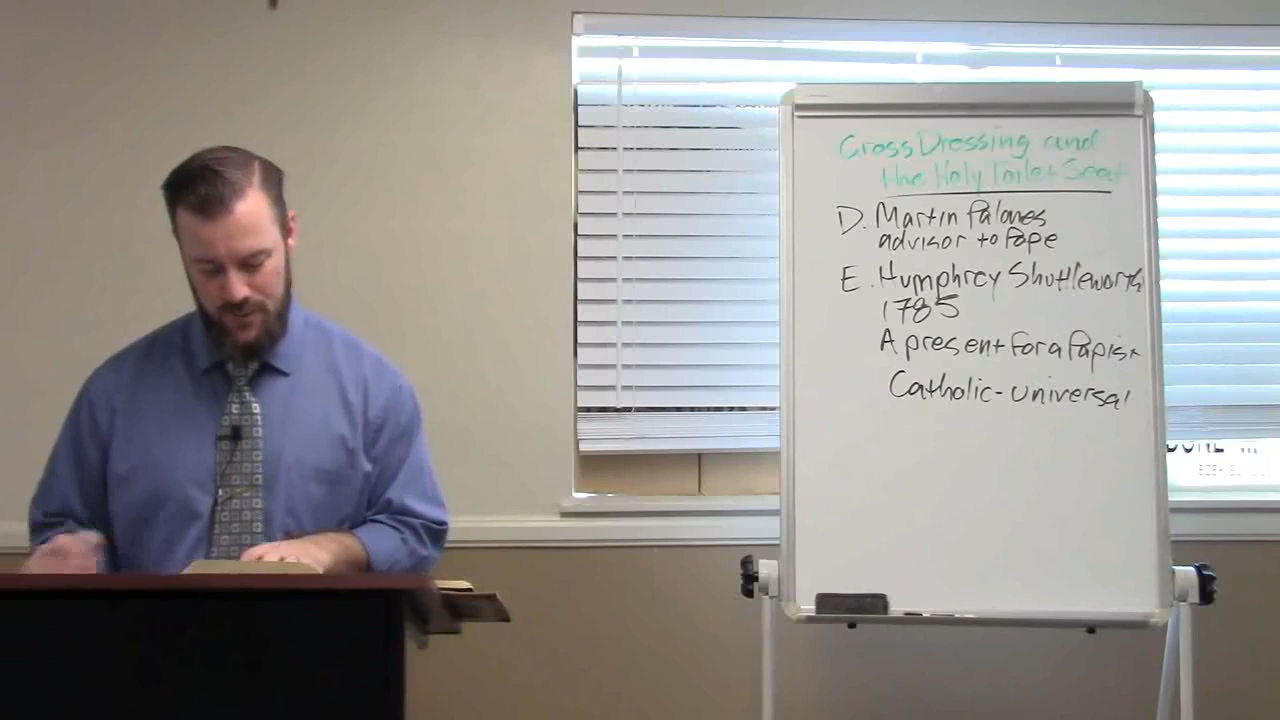 Cross Dressing and
the Holy Toilet Seat
D. Martin Palones
advisor to Pope
E. Humphrey Shuttleworth
1785
A present for a Papist
Catholic-universal